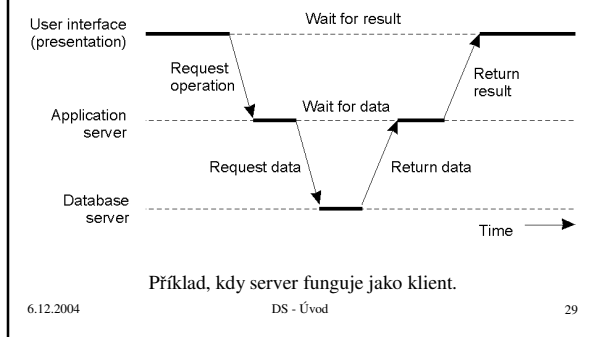 Wait for result
User interface
(presentation)
Request
operation
Return
result
Wait for data
Application
server
Request data
Return data
Database
server
Time
Příklad, kdy server funguje jako klient.
6.12.2004
DS - Úvod
29